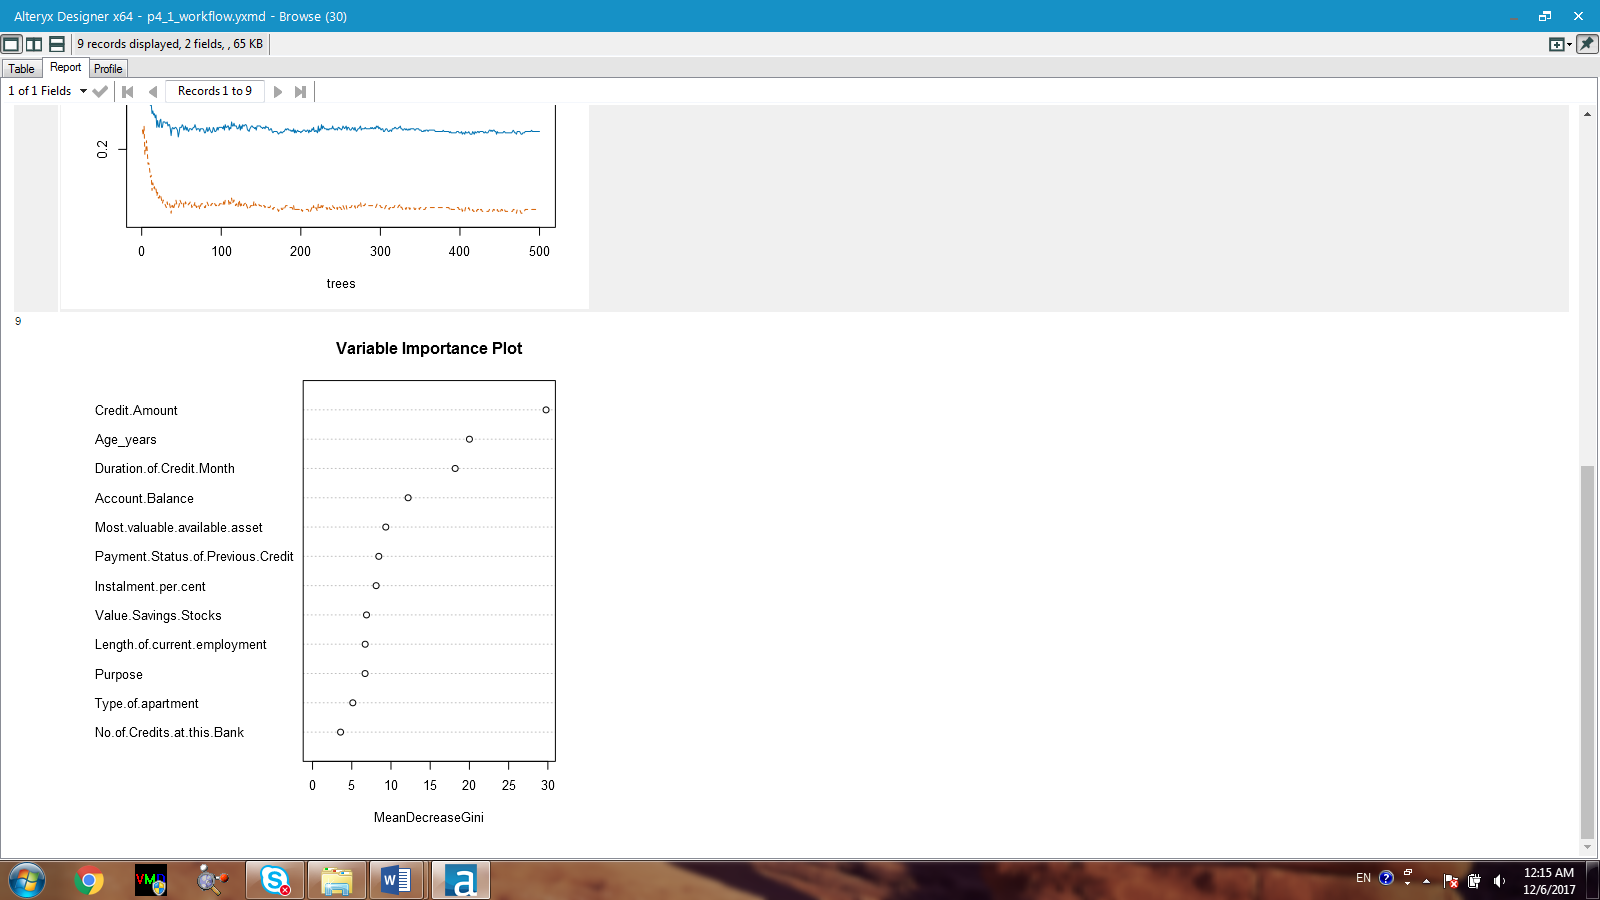 Alteryx Designer x64 - p4_1_workflow.yxmd - Browse (30)
9 records displayed, 2 fields, , 65 KB
Table Report Profile
1 of 1 Fields Records 1 to 9
0.2
0 100 200 300 400 500
trees
9
Variable Importance Plot
Credit.Amount
Age_years
Duration.of.Credit.Month
Account.Balance
Most.valuable.available.asset
Payment.Status.of.Previous.Credit
Instalment.per.cent
Value.Savings.Stocks
Length.of.current.employment
Purpose
Type.of.apartment
No.of.Credits.at.this.Bank
0 5 10 15 20 25 30
MeanDecreaseGini
VMD
S
W
a
EN
?
12:15 AM
12/6/2017